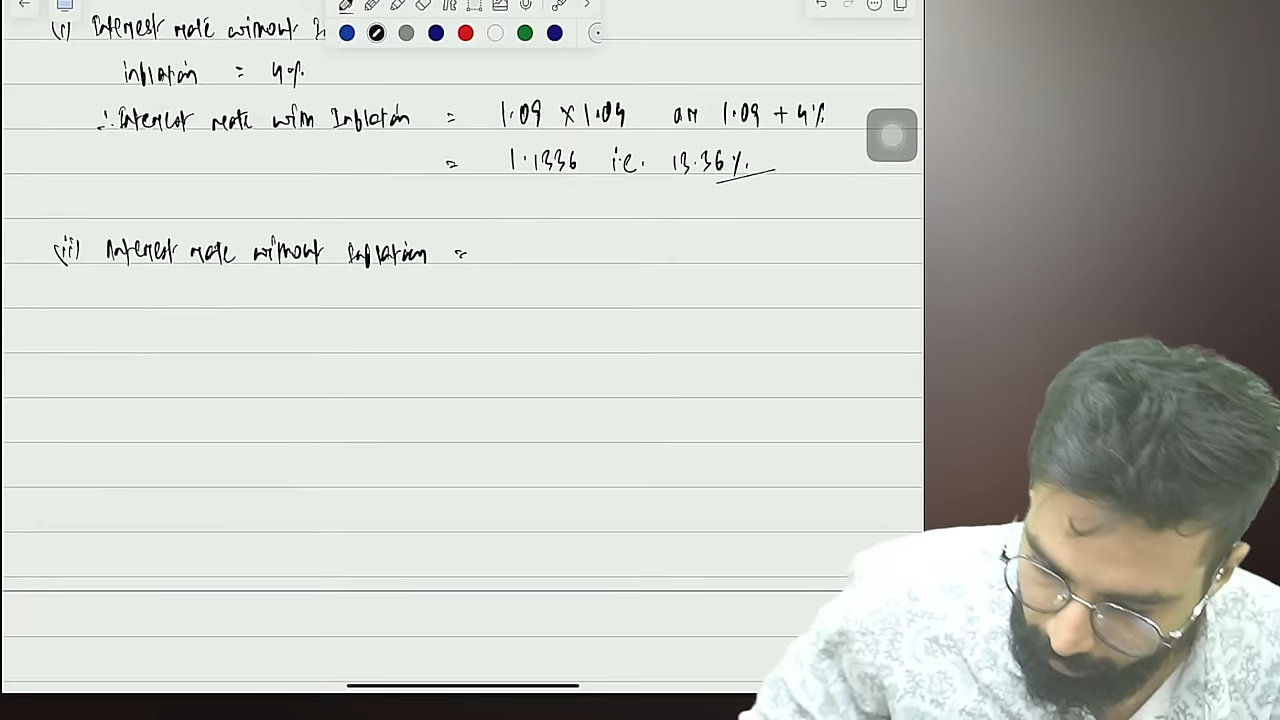 (i) Interest rate without I
inflation = 4%
∴ Interest rate with Inflation = 1.09 × 1.04 or 1.09 + 4%
= 1.1336 i.e. 13.36%.
(ii) Interest rate without Inflation =